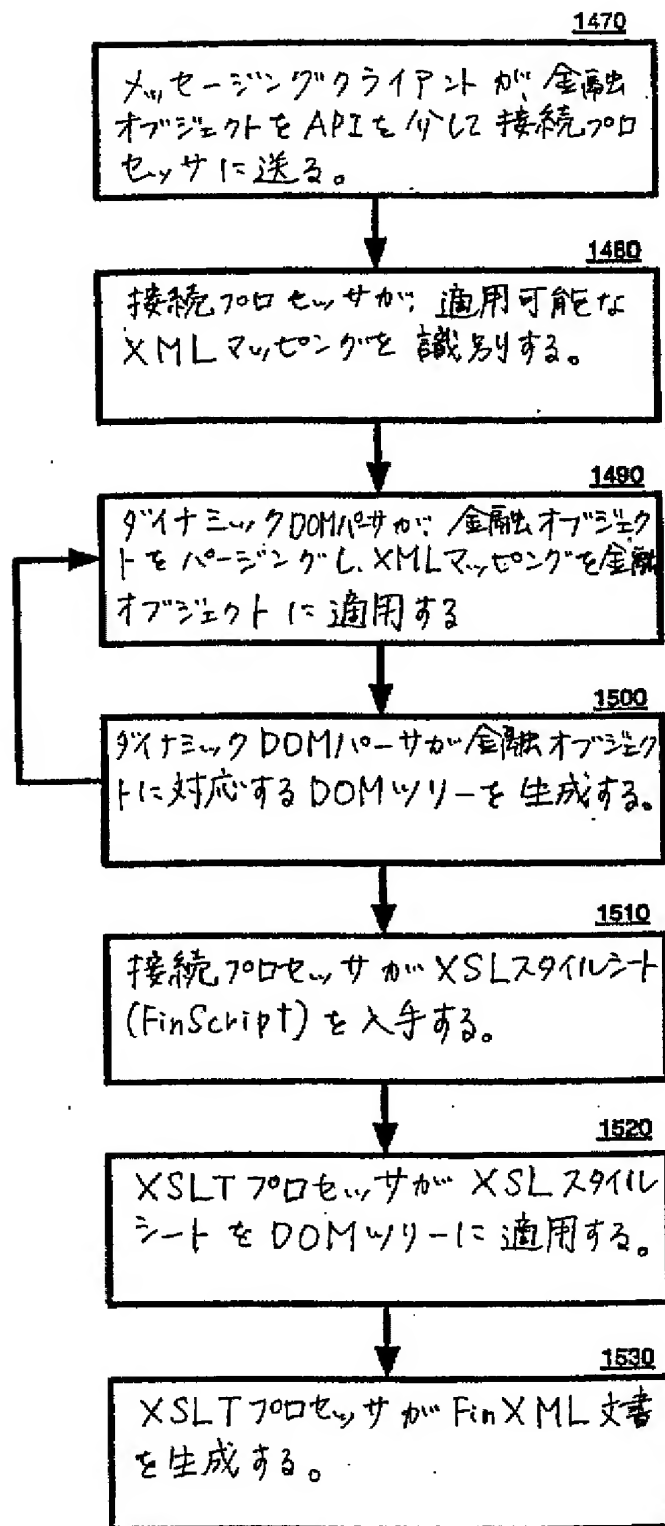 1470
メッセージングクライアントが、金融
オブジェクトをAPIを介して接続プロ
セッサに送る。
1480
接続プロセッサが、適用可能な
XMLマッピングを識別する。
1490
ダイナミックDOMパーサが、金融オブジェク
トをパージングし、XMLマッピングを金融
オブジェクトに適用する
1500
ダイナミックDOMパーサが金融オブジェク
トに対応するDOMツリーを生成する。
1510
接続プロセッサがXSLスタイルシート
(FinScript)を入手する。
1520
XSLTプロセッサがXSLスタイル
シートをDOMツリーに適用する。
1530
XSLTプロセッサがFinXML文書
を生成する。